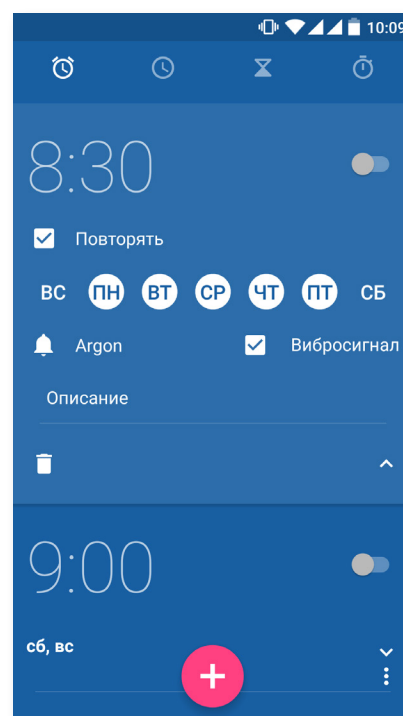 10:09
8:30
Повторять
ВС ПН ВТ СР ЧТ ПТ СБ
Argon Вибросигнал
Описание
9:00
сб, вс